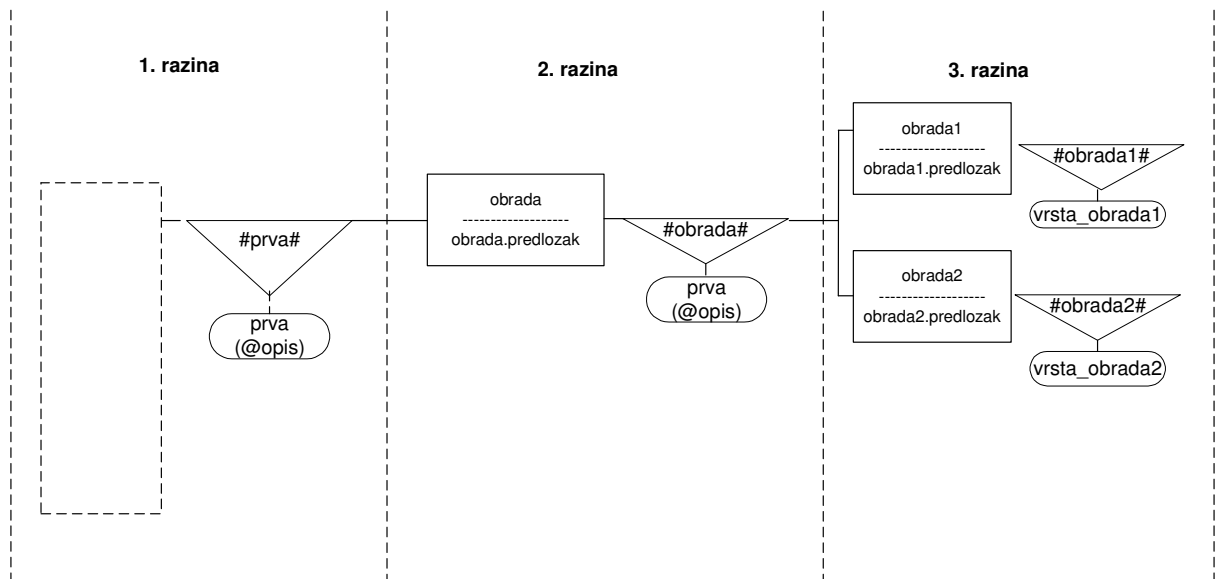 1. razina
#prva#
prva
(@opis)
2. razina
obrada
--------------------
obrada.predlozak
#obrada#
prva
(@opis)
3. razina
obrada1
--------------------
obrada1.predlozak
#obrada1#
vrsta_obrada1
obrada2
--------------------
obrada2.predlozak
#obrada2#
vrsta_obrada2